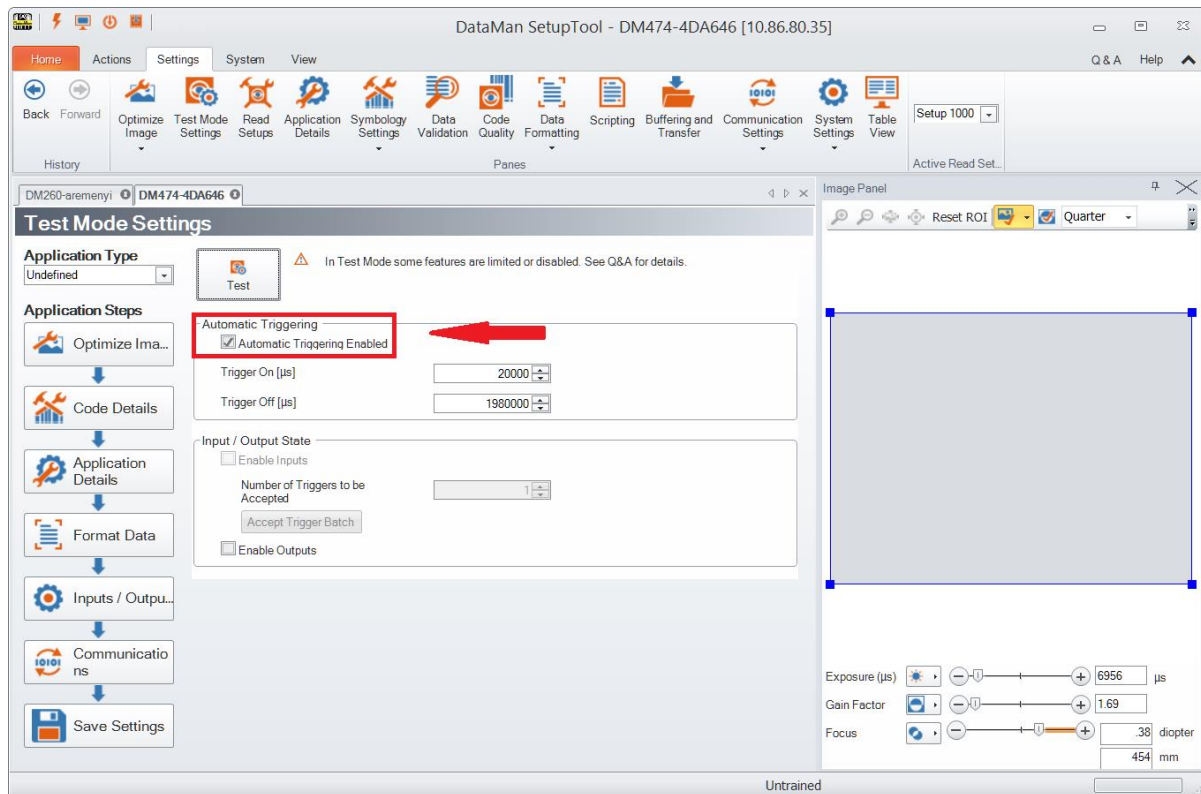 DataMan SetupTool - DM474-4DA646 [10.86.80.35]
Home Actions Settings System View Q & A Help
Back Forward
Optimize Image
Test Mode Settings
Read Setups
Application Details
Symbology Settings
Data Validation
Code Quality
Data Formatting
Scripting
Buffering and Transfer
Communication Settings
System Settings
Table View
Setup 1000
History Panes Active Read Set...
DM260-aremenyi DM474-4DA646
Test Mode Settings
Application Type
Undefined
Application Steps
Optimize Ima...
Code Details
Application
Details
Format Data
Inputs / Outpu...
Communicatio
ns
Save Settings
Test
In Test Mode some features are limited or disabled. See Q&A for details.
Automatic Triggering
Automatic Triggering Enabled
Trigger On [µs] 20000
Trigger Off [µs] 1980000
Input / Output State
Enable Inputs
Number of Triggers to be
Accepted
1
Accept Trigger Batch
Enable Outputs
Image Panel
Reset ROI Quarter
Exposure (µs) 6956 µs
Gain Factor 1.69
Focus .38 diopter
454 mm
Untrained